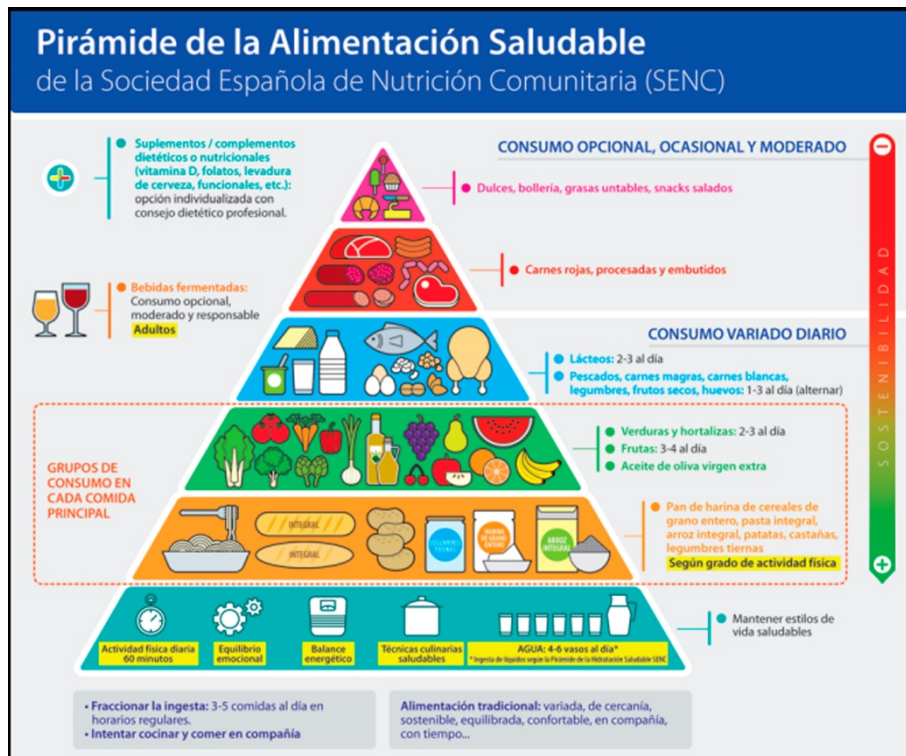 Pirámide de la Alimentación Saludable
de la Sociedad Española de Nutrición Comunitaria (SENC)
Suplementos / complementos
dietéticos o nutricionales
(vitamina D, folatos, levadura
de cerveza, funcionales, etc.):
opción individualizada con
consejo dietético profesional.
CONSUMO OPCIONAL, OCASIONAL Y MODERADO
Dulces, bollería, grasas untables, snacks salados
Bebidas fermentadas:
Consumo opcional,
moderado y responsable
Adultos
Carnes rojas, procesadas y embutidos
CONSUMO VARIADO DIARIO
Lácteos: 2-3 al día
Pescados, carnes magras, carnes blancas,
legumbres, frutos secos, huevos: 1-3 al día (alternar)
SOSTENIBILIDAD
GRUPOS DE
CONSUMO EN
CADA COMIDA
PRINCIPAL
Verduras y hortalizas: 2-3 al día
Frutas: 3-4 al día
Aceite de oliva virgen extra
INTEGRAL
INTEGRAL
LEGUMBRES
TIERNAS
HARINA
DE GRANO
ENTERO
ARROZ
INTEGRAL
Pan de harina de cereales de
grano entero, pasta integral,
arroz integral, patatas, castañas,
legumbres tiernas
Según grado de actividad física
Actividad física diaria
60 minutos
Equilibrio
emocional
Balance
energético
Técnicas culinarias
saludables
AGUA: 4-6 vasos al día*
* Ingesta de líquidos según la Pirámide de la Hidratación Saludable SENC
Mantener estilos de
vida saludables
• Fraccionar la ingesta: 3-5 comidas al día en
horarios regulares.
• Intentar cocinar y comer en compañía
Alimentación tradicional: variada, de cercanía,
sostenible, equilibrada, confortable, en compañía,
con tiempo...